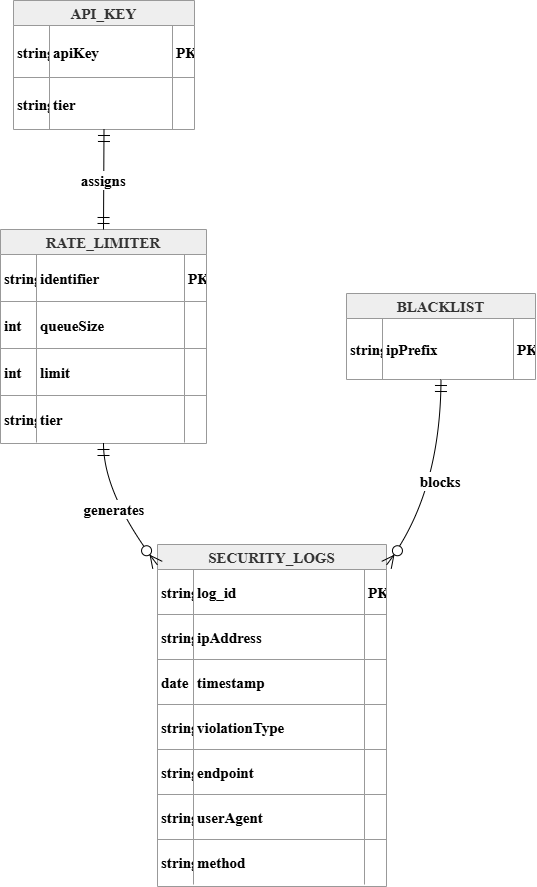 API_KEY
string apiKey PK
string tier
assigns
RATE_LIMITER
string identifier PK
int queueSize
int limit
string tier
BLACKLIST
string ipPrefix PK
generates
blocks
SECURITY_LOGS
string log_id PK
string ipAddress
date timestamp
string violationType
string endpoint
string userAgent
string method